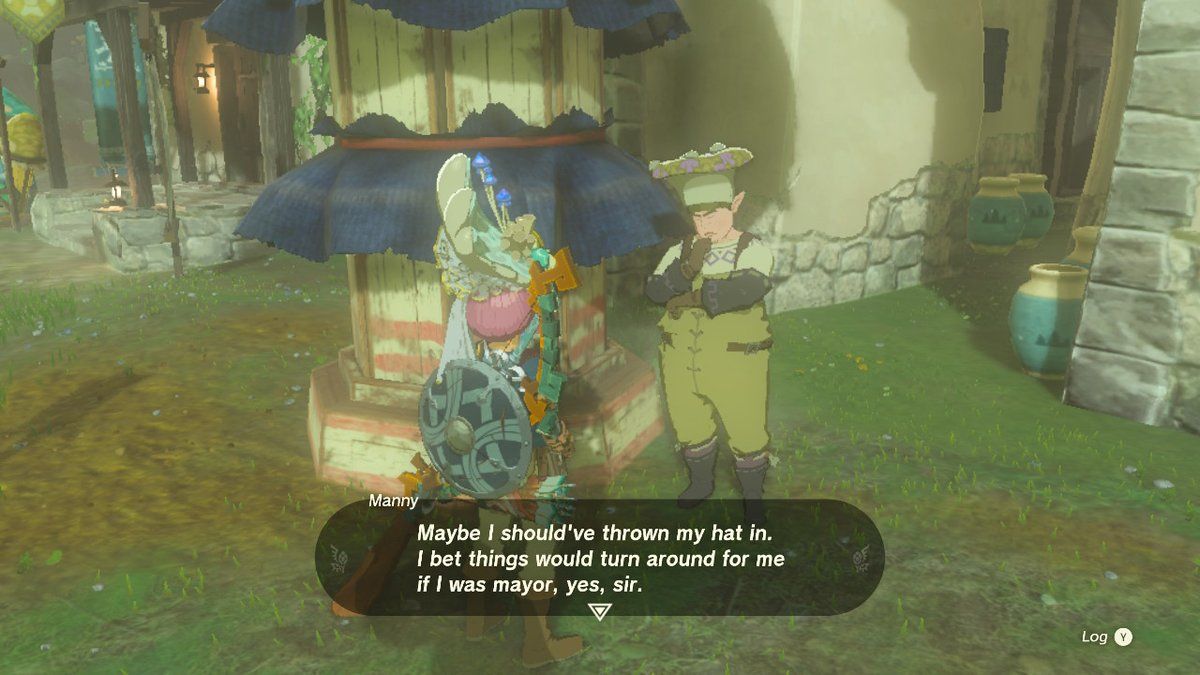 Manny
Maybe I should've thrown my hat in.
I bet things would turn around for me
if I was mayor, yes, sir.
Log Y